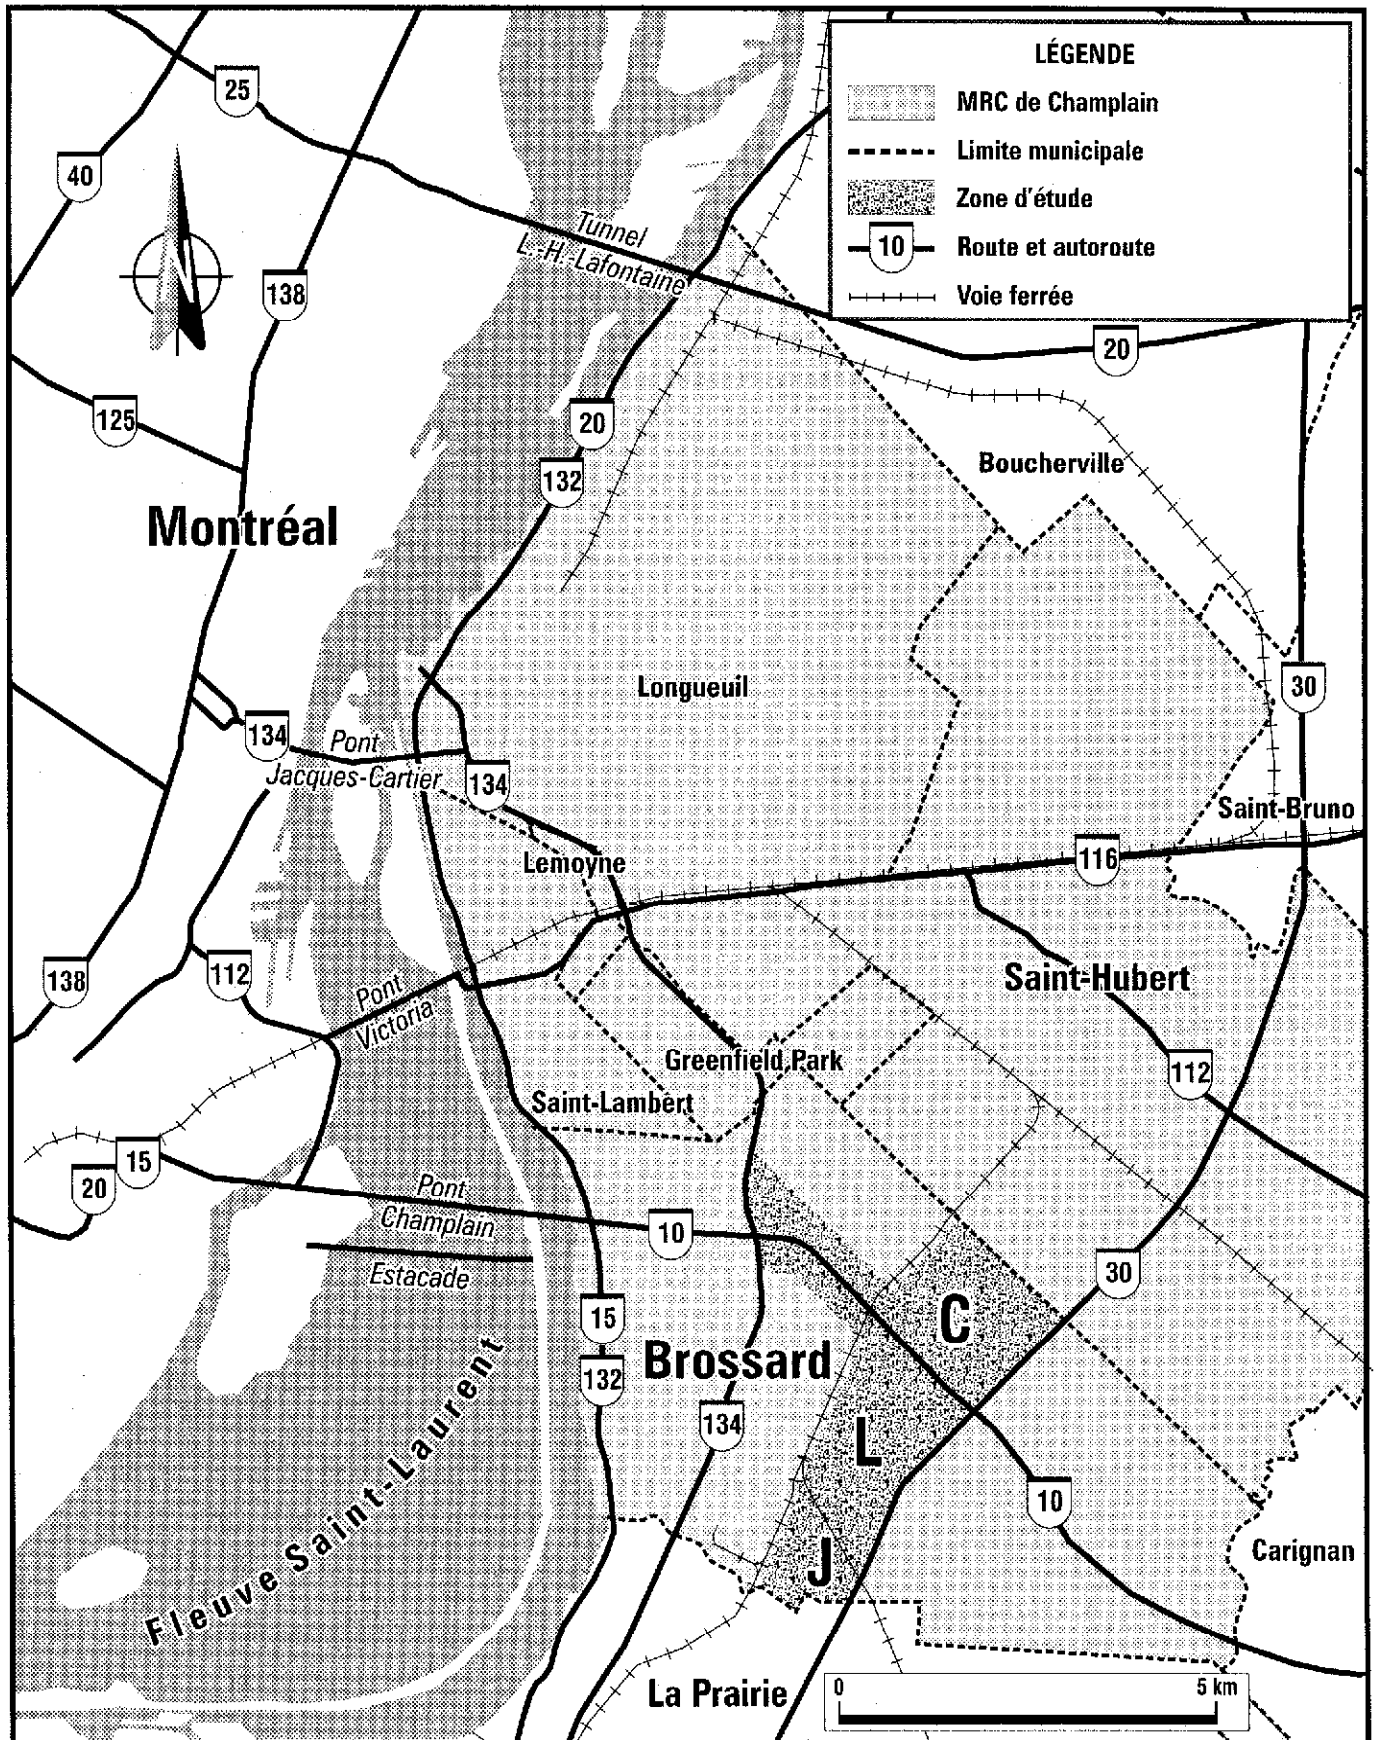 LÉGENDE
MRC de Champlain
Limite municipale
Zone d'étude
10 Route et autoroute
Voie ferrée
25
40
138
125
Tunnel
L.-H.-Lafontaine
20
20
132
Boucherville
Montréal
Longueuil
30
134
Pont
Jacques-Cartier
134
Saint-Bruno
Lemoyne
116
138
112
Pont
Victoria
Saint-Hubert
Greenfield Park
112
Saint-Lambert
15
20
Pont
Champlain
10
Estacade
30
15
C
Brossard
132
134
L
Fleuve Saint-Laurent
10
J
Carignan
La Prairie
0 5 km
N